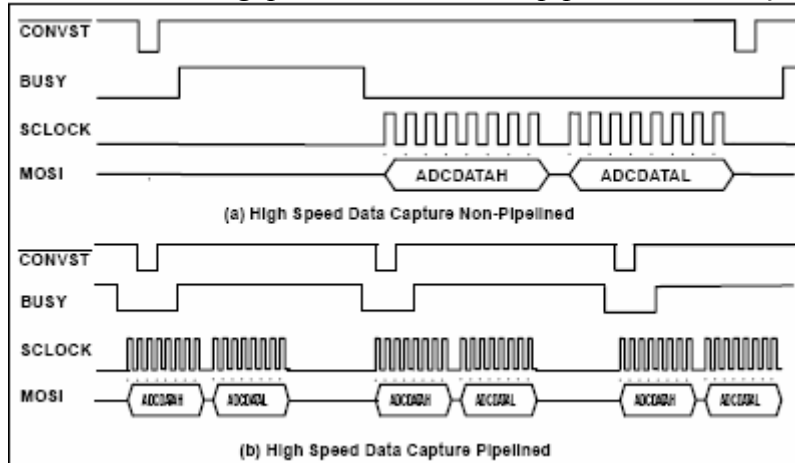 CONVST
BUSY
SCLOCK
MOSI ADCDATAH ADCDATAL
(a) High Speed Data Capture Non-Pipelined
CONVST
BUSY
SCLOCK
MOSI ADCDATAH ADCDATAL ADCDATAH ADCDATAL ADCDATAH ADCDATAL
(b) High Speed Data Capture Pipelined